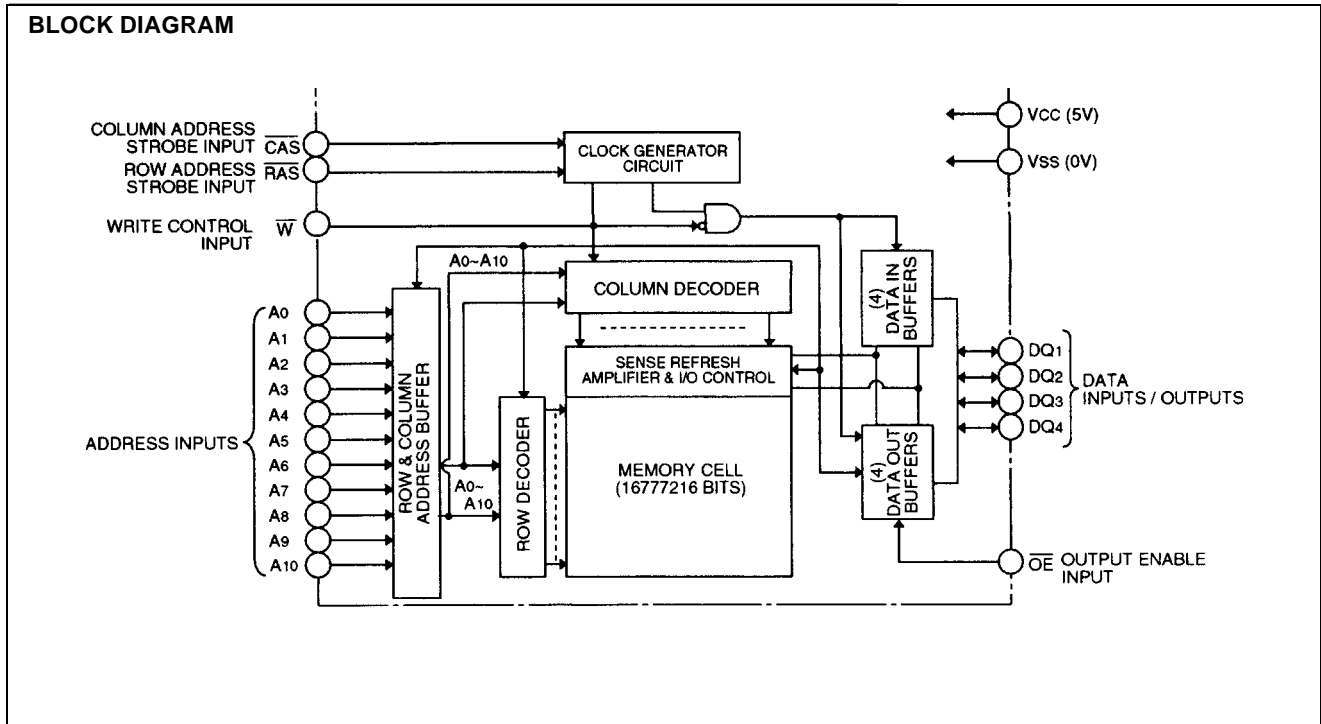 BLOCK DIAGRAM
COLUMN ADDRESS
STROBE INPUT C̅A̅S̅
ROW ADDRESS R̅A̅S̅
STROBE INPUT
WRITE CONTROL W̅
INPUT
CLOCK GENERATOR
CIRCUIT
VCC (5V)
VSS (0V)
A0~A10
COLUMN DECODER
(4)
DATA IN
BUFFERS
SENSE REFRESH
AMPLIFIER & I/O CONTROL
ADDRESS INPUTS
A0
A1
A2
A3
A4
A5
A6
A7
A8
A9
A10
ROW & COLUMN
ADDRESS BUFFER
A0~
A10
ROW DECODER
MEMORY CELL
(16777216 BITS)
(4)
DATA OUT
BUFFERS
DQ1
DQ2
DQ3
DQ4
DATA
INPUTS / OUTPUTS
O̅E̅ OUTPUT ENABLE
INPUT